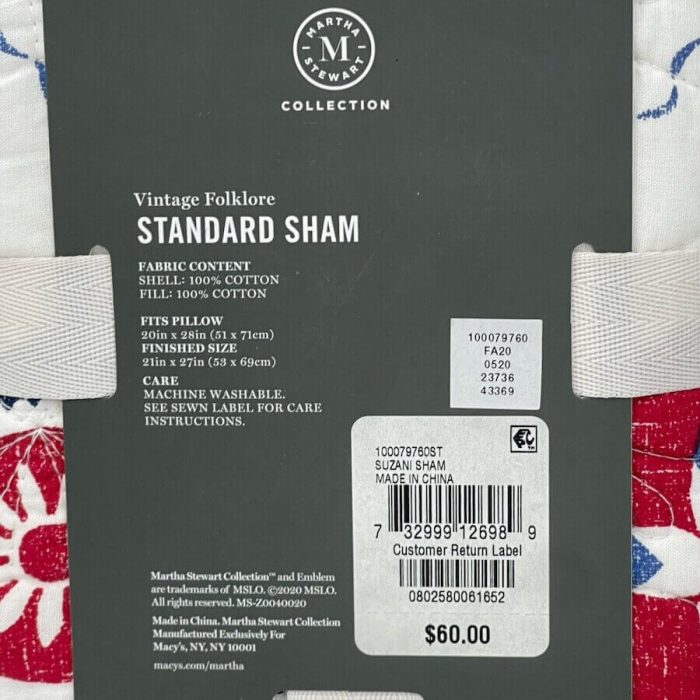 MARTHA
M
STEWART
COLLECTION
Vintage Folklore
STANDARD SHAM
FABRIC CONTENT
SHELL: 100% COTTON
FILL: 100% COTTON
FITS PILLOW
20in x 28in (51 x 71cm)
FINISHED SIZE
21in x 27in (53 x 69cm)
CARE
MACHINE WASHABLE.
SEE SEWN LABEL FOR CARE
INSTRUCTIONS.
100079760
FA20
0520
23736
43369
100079760ST
SUZANI SHAM
MADE IN CHINA
7 32999 12698 9
Customer Return Label
0802580061652
$60.00
Martha Stewart Collection™ and Emblem
are trademarks of MSLO. ©2020 MSLO.
All rights reserved. MS-Z0040020
Made in China. Martha Stewart Collection
Manufactured Exclusively For
Macy's, NY, NY 10001
macys.com/martha